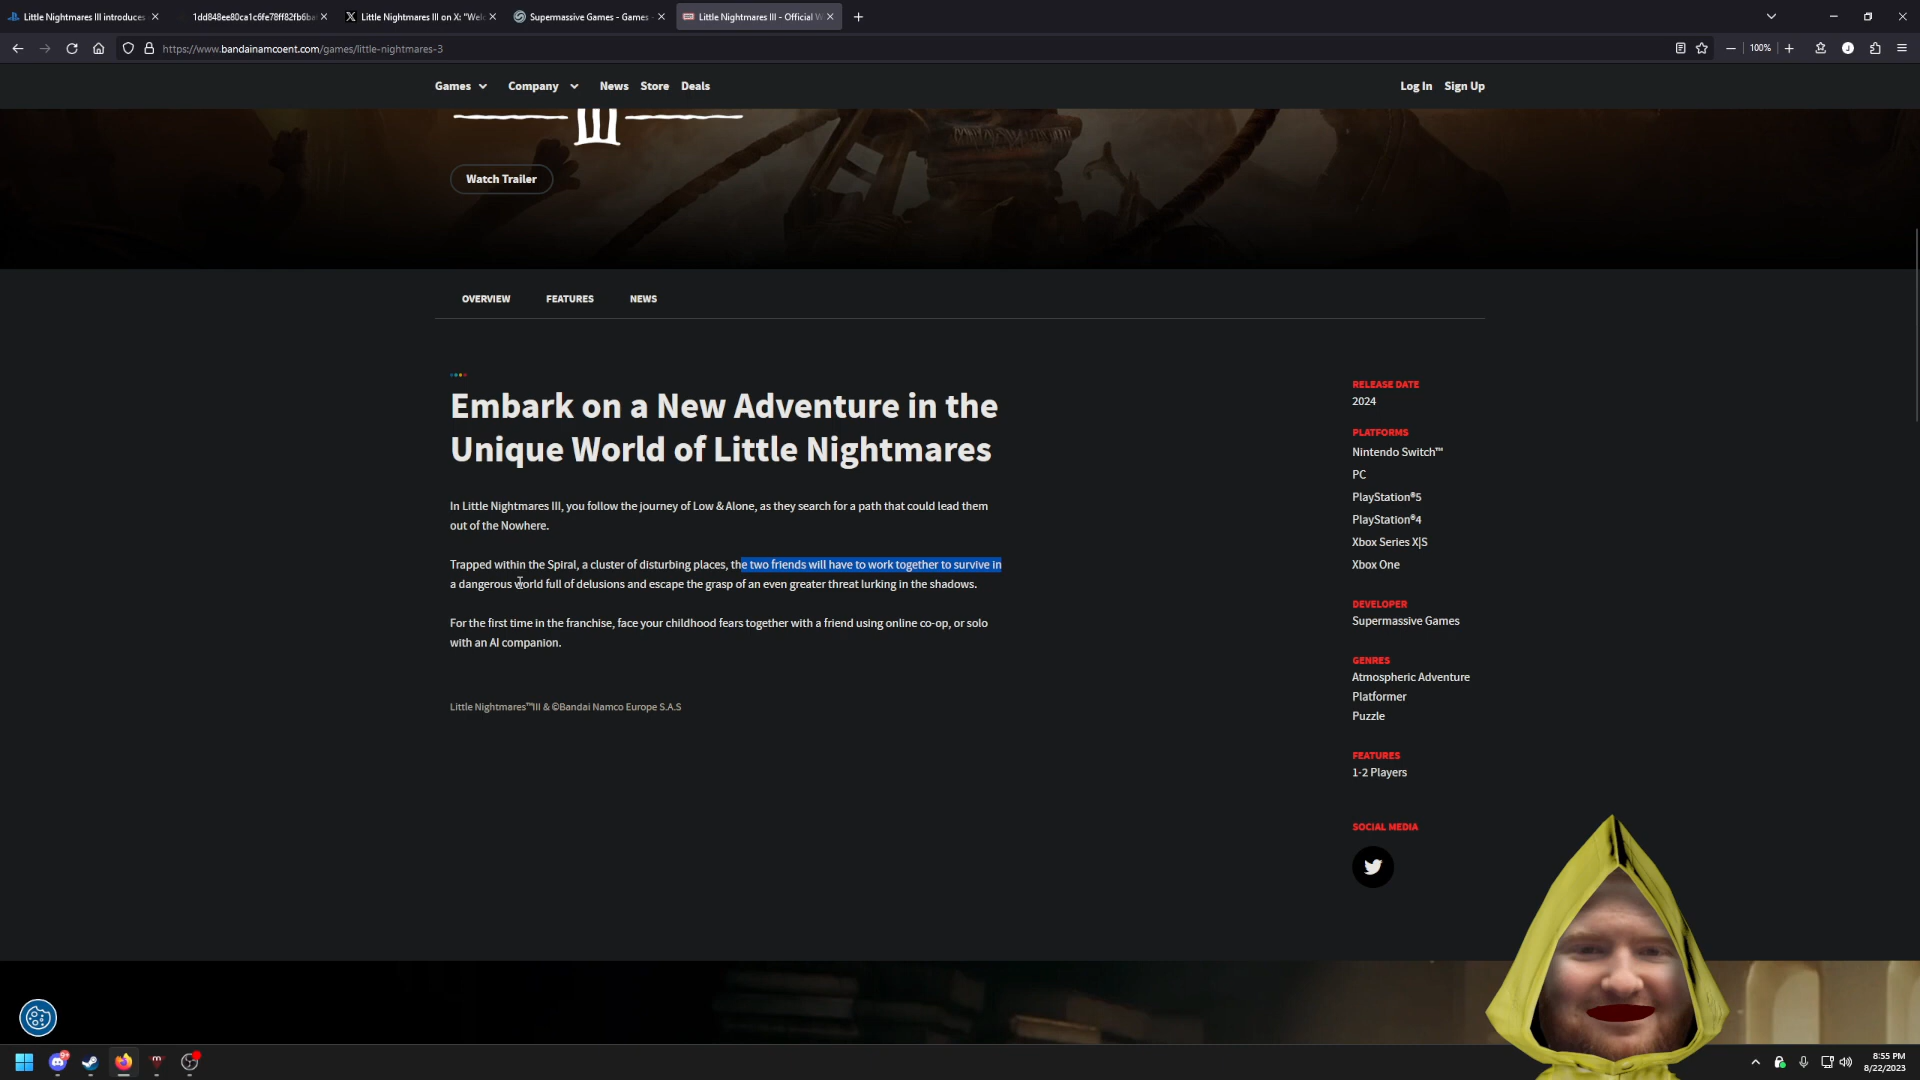 Little Nightmares III introduces
1dd848ee80ca1c6fe78ff82fb6ba
Little Nightmares III on X: "Welc
Supermassive Games - Games
Little Nightmares III - Official W
https://www.bandainamcoent.com/games/little-nightmares-3
100%
Games
Company
News
Store
Deals
Log In
Sign Up
III
Watch Trailer
OVERVIEW
FEATURES
NEWS
Embark on a New Adventure in the
Unique World of Little Nightmares
In Little Nightmares III, you follow the journey of Low & Alone, as they search for a path that could lead them
out of the Nowhere.
Trapped within the Spiral, a cluster of disturbing places, the two friends will have to work together to survive in
a dangerous world full of delusions and escape the grasp of an even greater threat lurking in the shadows.
For the first time in the franchise, face your childhood fears together with a friend using online co-op, or solo
with an AI companion.
Little Nightmares™III & ©Bandai Namco Europe S.A.S
RELEASE DATE
2024
PLATFORMS
Nintendo Switch™
PC
PlayStation®5
PlayStation®4
Xbox Series X|S
Xbox One
DEVELOPER
Supermassive Games
GENRES
Atmospheric Adventure
Platformer
Puzzle
FEATURES
1-2 Players
SOCIAL MEDIA
8:55 PM
8/22/2023